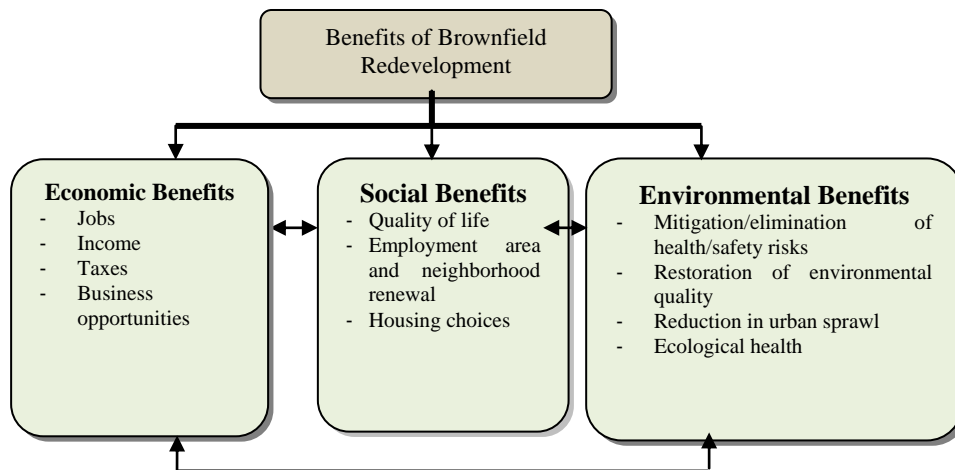 Benefits of Brownfield
Redevelopment
Economic Benefits
- Jobs
- Income
- Taxes
- Business
opportunities
Social Benefits
- Quality of life
- Employment area
and neighborhood
renewal
- Housing choices
Environmental Benefits
- Mitigation/elimination of
health/safety risks
- Restoration of environmental
quality
- Reduction in urban sprawl
- Ecological health